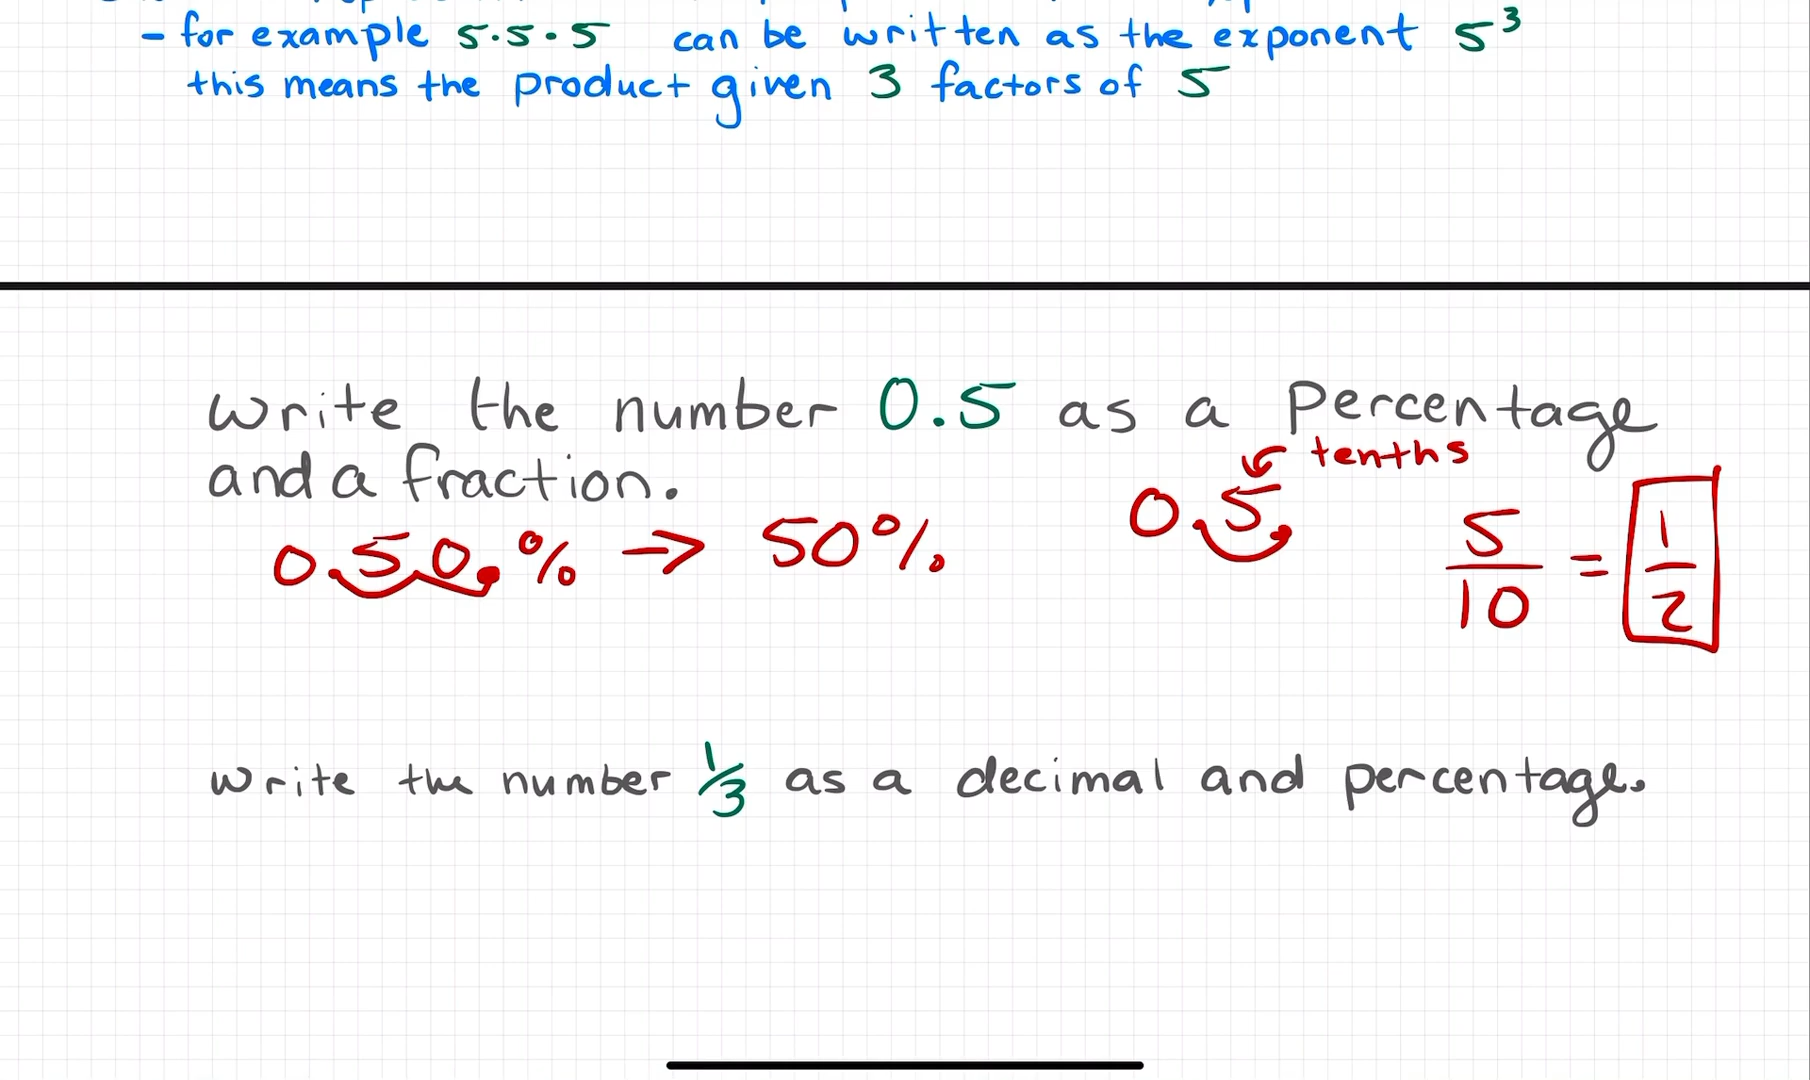 - for example 5·5·5 can be written as the exponent 5³
this means the product given 3 factors of 5
Write the number 0.5 as a Percentage
and a fraction.
tenths
0.50.% → 50%
0.5.
5/10 = 1/2
Write the number 1/3 as a decimal and percentage.